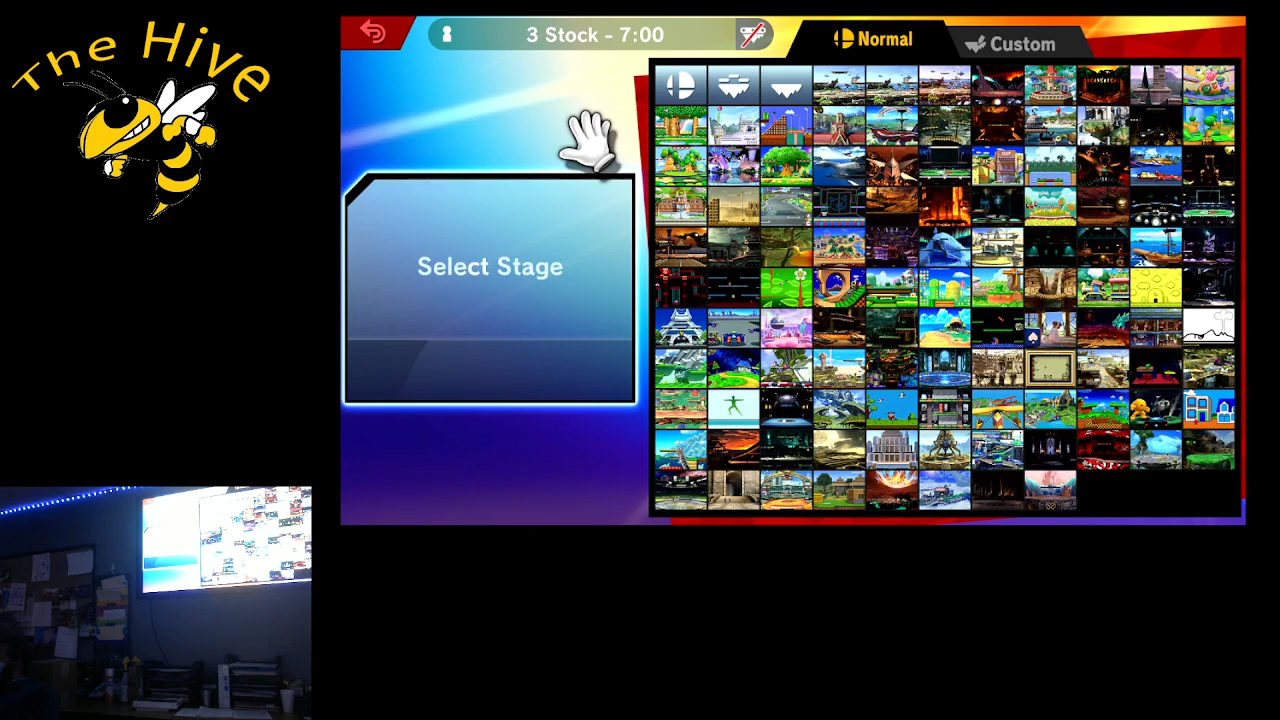 The Hive
3 Stock - 7:00
Normal
Custom
Select Stage